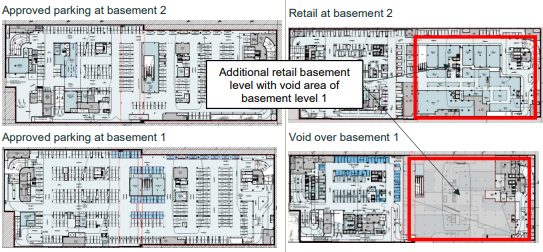 Approved parking at basement 2
Retail at basement 2
Additional retail basement
level with void area of
basement level 1
Approved parking at basement 1
Void over basement 1